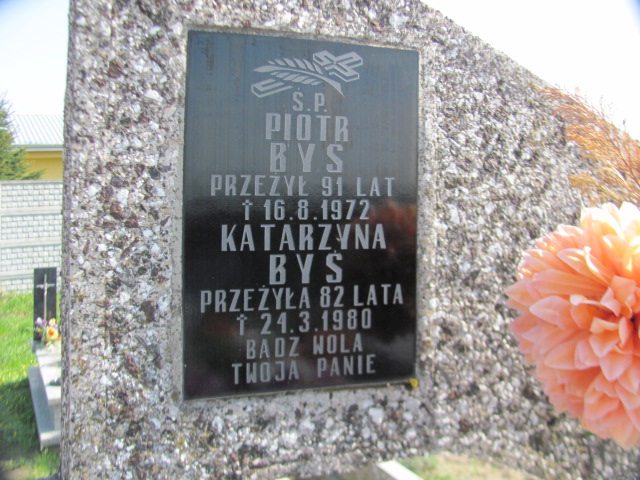 Ś.P.
PIOTR
BYŚ
PRZEŻYŁ 91 LAT
† 16.8.1972
KATARZYNA
BYŚ
PRZEŻYŁA 82 LATA
† 24.3.1980
BĄDZ WOLA
TWOJA PANIE